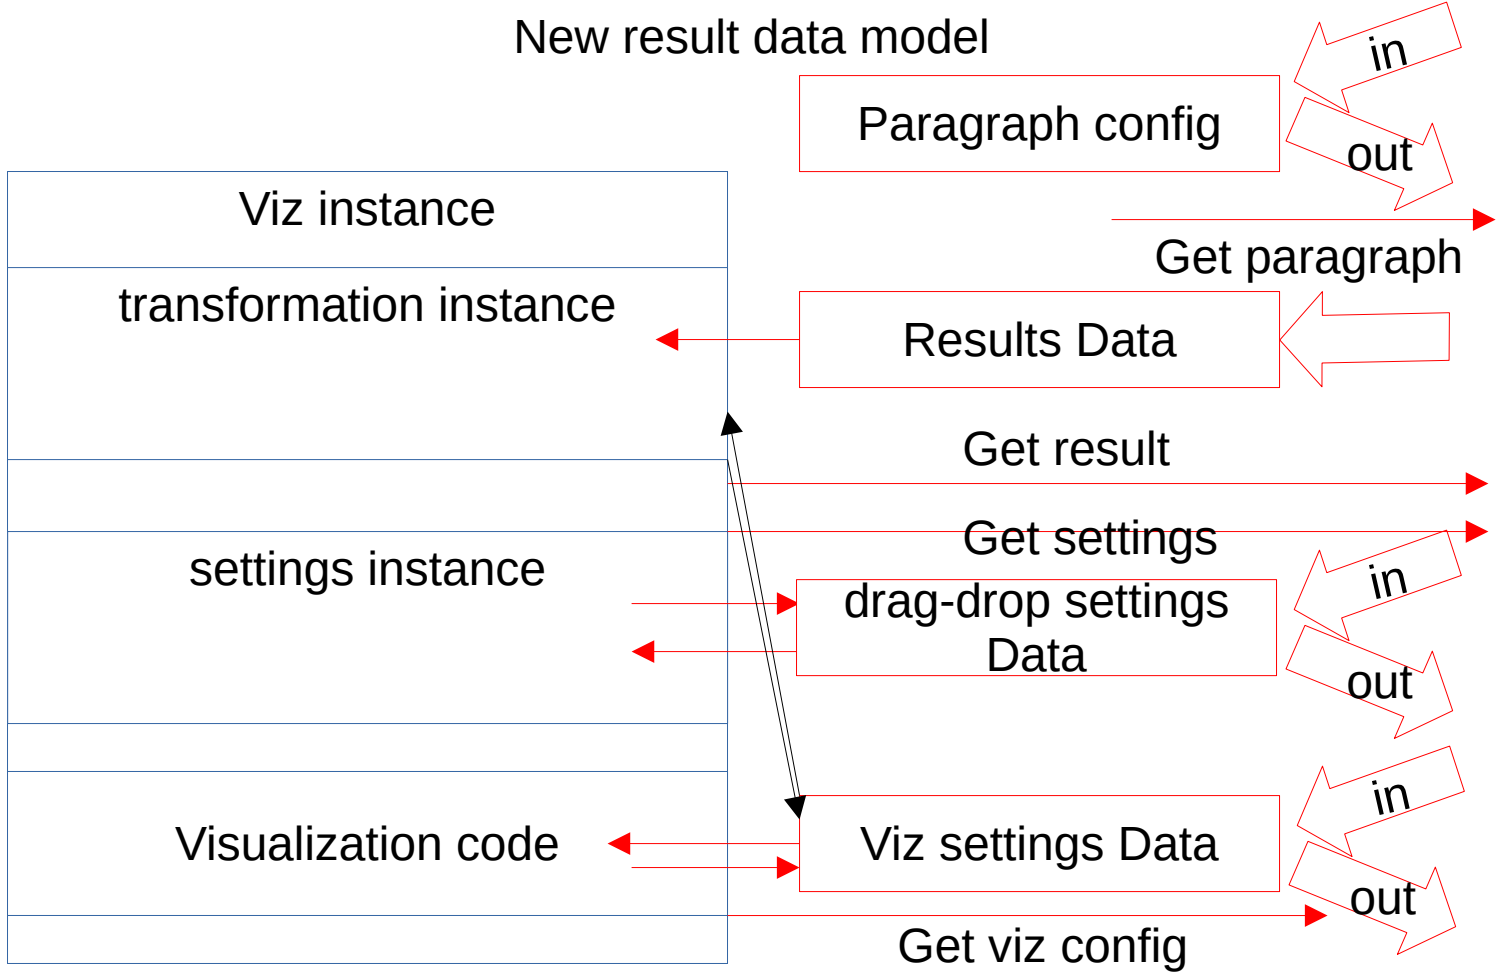 New result data model
in
Paragraph config
out
Viz instance
Get paragraph
transformation instance
Results Data
Get result
Get settings
settings instance
in
drag-drop settings
Data
out
in
Visualization code
Viz settings Data
out
Get viz config